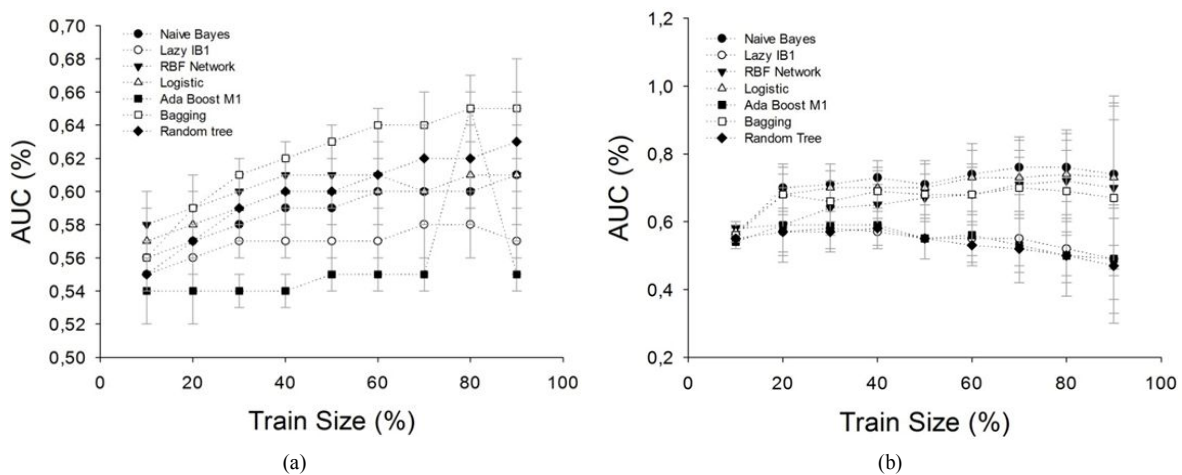 0,70
0,68
0,66
0,64
0,62
0,60
0,58
0,56
0,54
0,52
0,50
AUC (%)
Naive Bayes
Lazy IB1
RBF Network
Logistic
Ada Boost M1
Bagging
Random tree
0 20 40 60 80 100
Train Size (%)
(a)
1,2
1,0
0,8
0,6
0,4
0,2
AUC (%)
Naive Bayes
Lazy IB1
RBF Network
Logistic
Ada Boost M1
Bagging
Random Tree
0 20 40 60 80 100
Train Size (%)
(b)